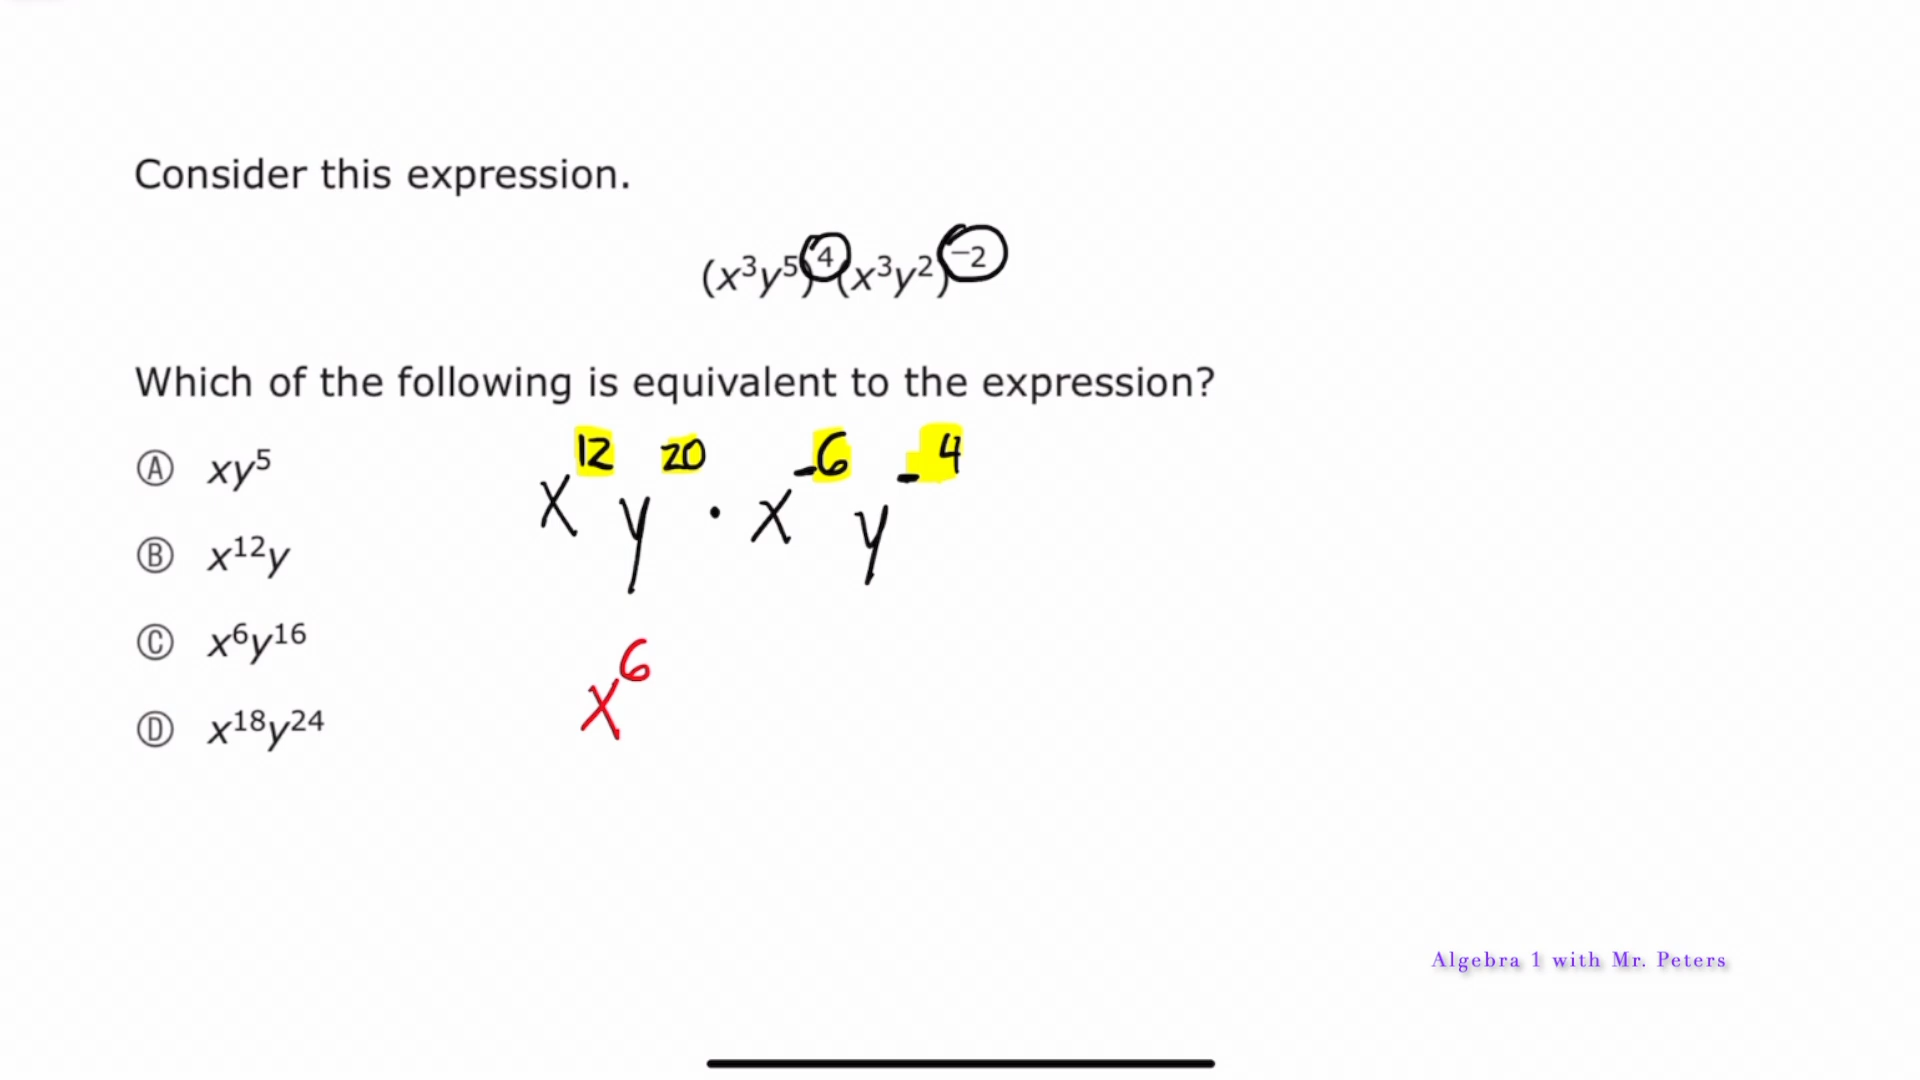 Consider this expression.
(x³y⁵)⁴(x³y²)⁻²
Which of the following is equivalent to the expression?
Ⓐ xy⁵
Ⓑ x¹²y
Ⓒ x⁶y¹⁶
Ⓓ x¹⁸y²⁴
x¹² y²⁰ · x⁻⁶ y⁻⁴
x⁶
Algebra 1 with Mr. Peters